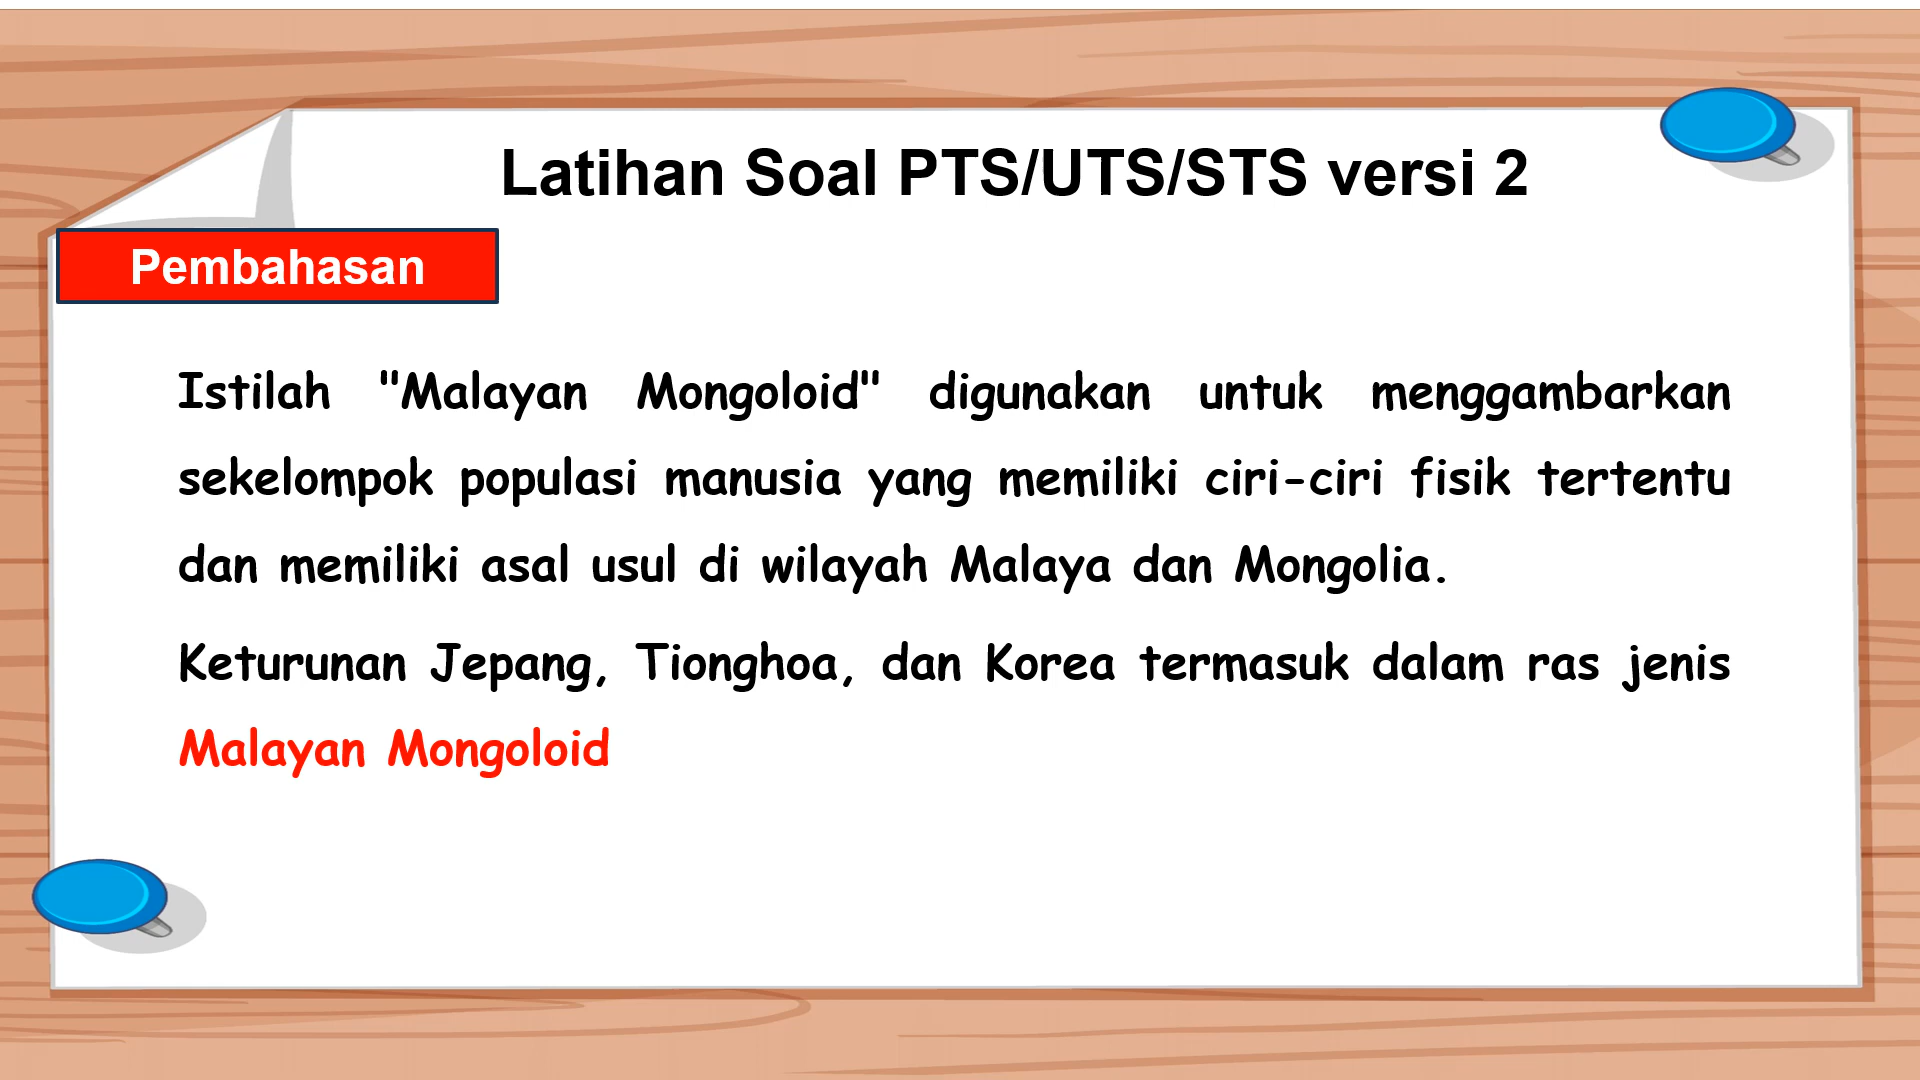 Latihan Soal PTS/UTS/STS versi 2
Pembahasan
Istilah "Malayan Mongoloid" digunakan untuk menggambarkan
sekelompok populasi manusia yang memiliki ciri-ciri fisik tertentu
dan memiliki asal usul di wilayah Malaya dan Mongolia.
Keturunan Jepang, Tionghoa, dan Korea termasuk dalam ras jenis
Malayan Mongoloid